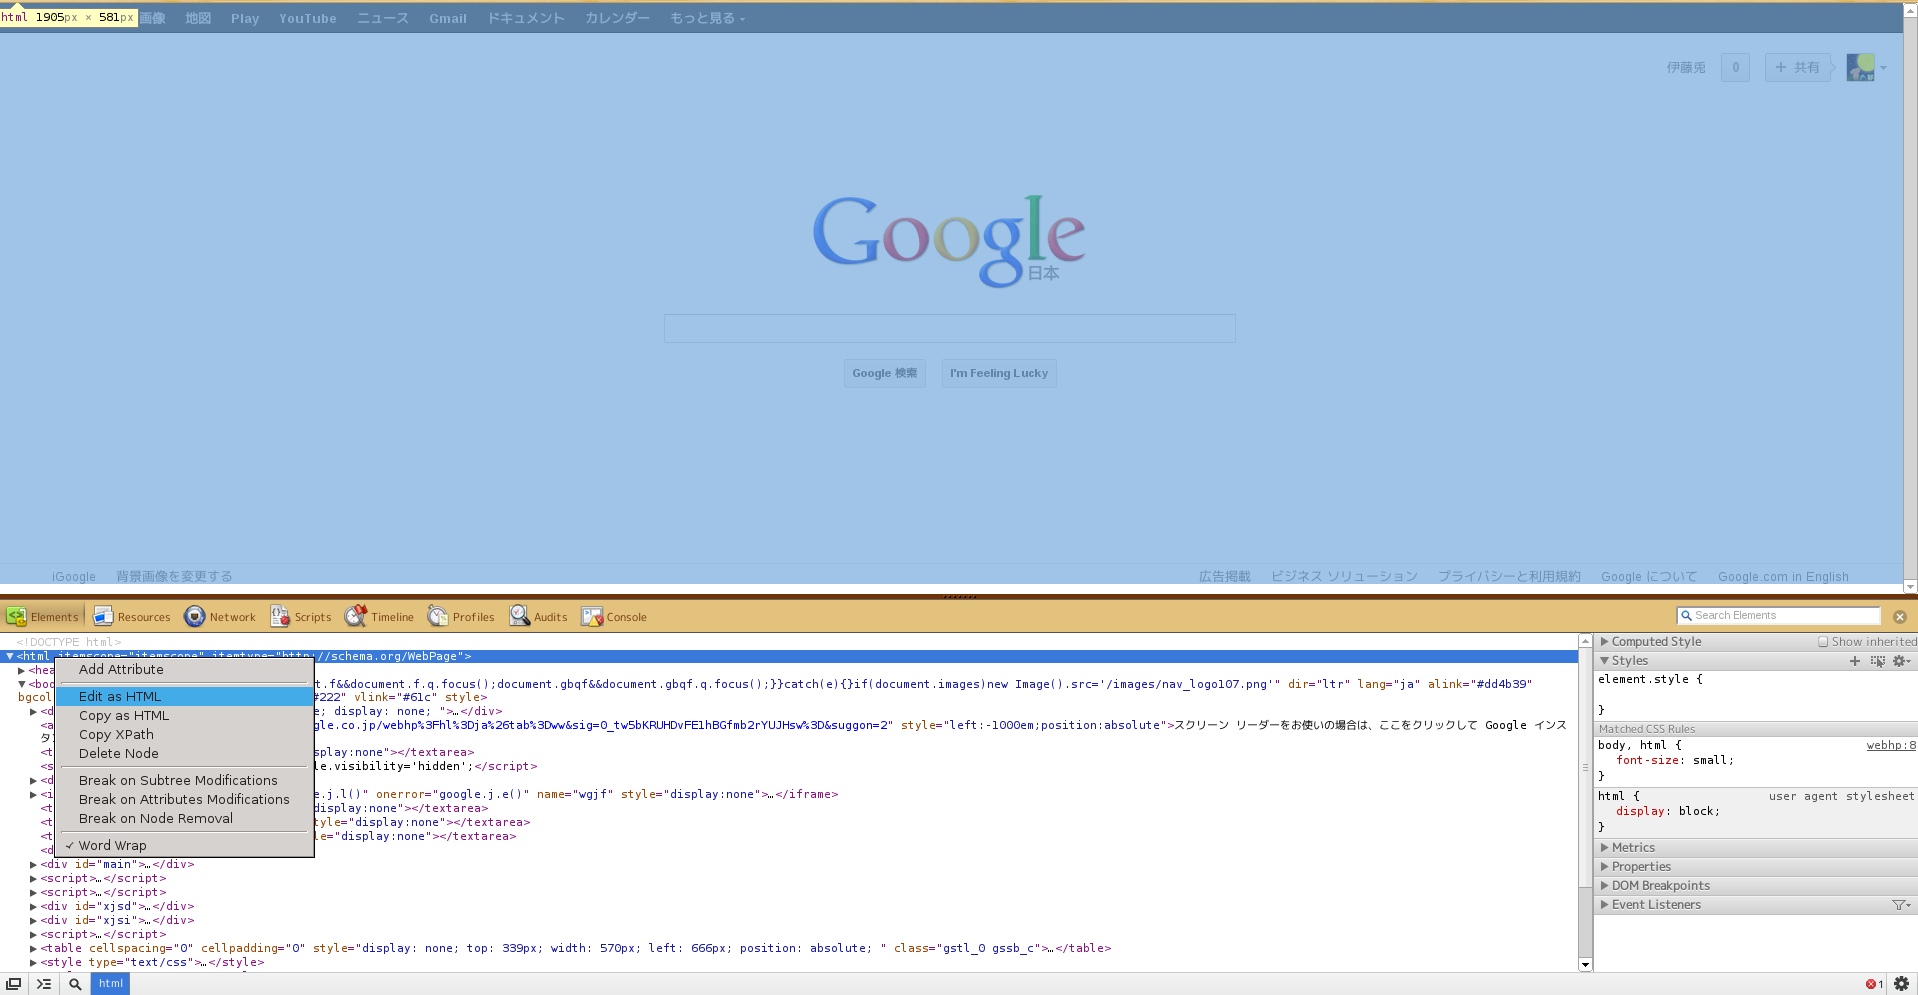 html 1905px × 581px 画像 地図 Play YouTube ニュース Gmail ドキュメント カレンダー もっと見る
伊藤兎 0 + 共有
Google
日本
Google 検索 I'm Feeling Lucky
iGoogle 背景画像を変更する 広告掲載 ビジネス ソリューション プライバシーと利用規約 Google について Google.com in English
Elements Resources Network Scripts Timeline Profiles Audits Console Search Elements
<!DOCTYPE html>
<html itemscope="itemscope" itemtype="http://schema.org/WebPage">
<hea
<bo t.f&&document.f.q.focus();document.gbqf&&document.gbqf.q.focus();}}catch(e){}if(document.images)new Image().src='/images/nav_logo107.png'" dir="ltr" lang="ja" alink="#dd4b39"
bgcol #222" vlink="#61c" style>
<d e; display: none; ">…</div>
<a gle.co.jp/webhp%3Fhl%3Dja%26tab%3Dww&sig=0_tw5bKRUHDvFE1hBGfmb2rYUJHsw%3D&suggon=2" style="left:-1000em;position:absolute">スクリーン リーダーをお使いの場合は、ここをクリックして Google インス
タ
<t splay:none"></textarea>
<s le.visibility='hidden';</script>
<d
<i e.j.l()" onerror="google.j.e()" name="wgjf" style="display:none">…</iframe>
<t display:none"></textarea>
<t tyle="display:none"></textarea>
<t le="display:none"></textarea>
<d
<div id="main">…</div>
<script>…</script>
<script>…</script>
<div id="xjsd">…</div>
<div id="xjsi">…</div>
<script>…</script>
<table cellspacing="0" cellpadding="0" style="display: none; top: 339px; width: 570px; left: 666px; position: absolute; " class="gstl_0 gssb_c">…</table>
<style type="text/css">…</style>
Add Attribute
Edit as HTML
Copy as HTML
Copy XPath
Delete Node
Break on Subtree Modifications
Break on Attributes Modifications
Break on Node Removal
✓ Word Wrap
Computed Style Show inherited
Styles
element.style {
}
Matched CSS Rules
body, html { webhp:8
font-size: small;
}
html { user agent stylesheet
display: block;
}
Metrics
Properties
DOM Breakpoints
Event Listeners
html 1